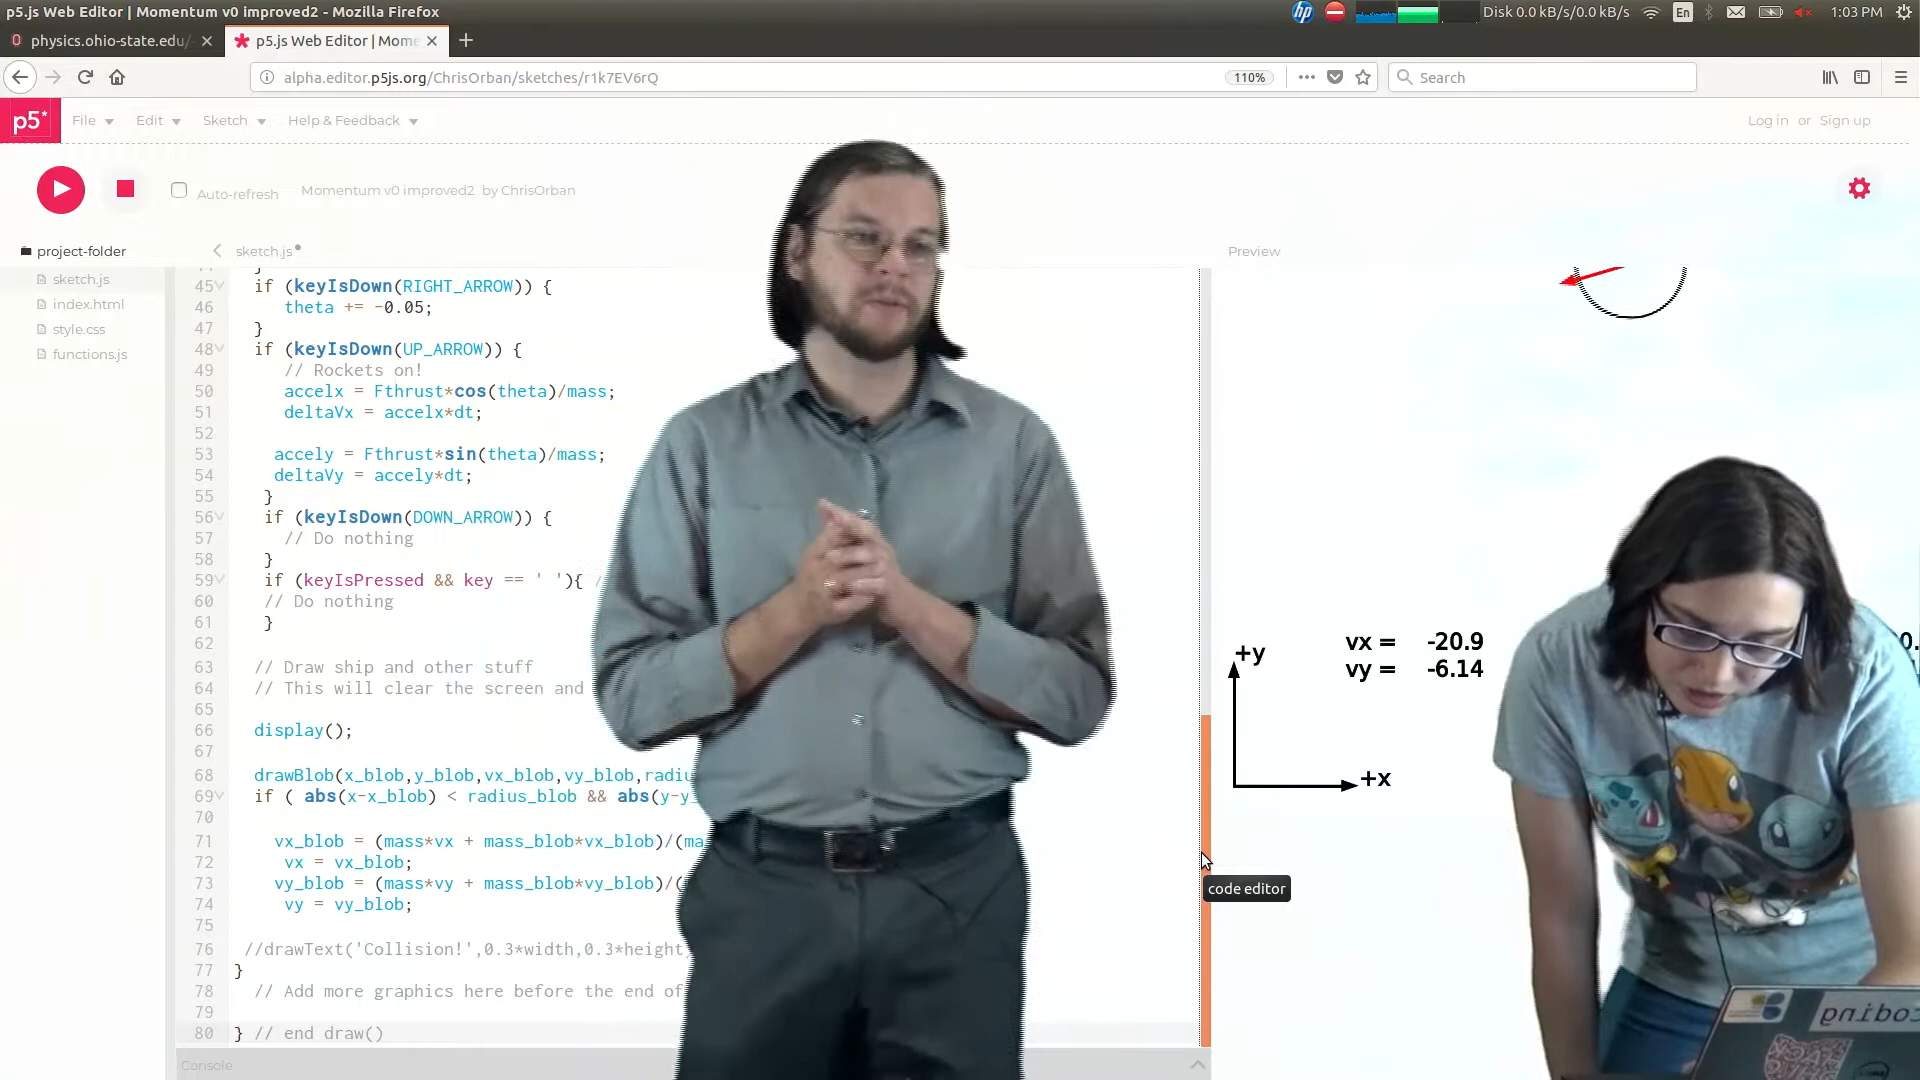 p5.js Web Editor | Momentum v0 improved2 - Mozilla Firefox
Disk 0.0 kB/s/0.0 kB/s En 1:03 PM
physics.ohio-state.edu/
p5.js Web Editor | Mome
alpha.editor.p5js.org/ChrisOrban/sketches/r1k7EV6rQ
110%
Search
p5*
File
Edit
Sketch
Help & Feedback
Log in or Sign up
Auto-refresh
Momentum v0 improved2 by ChrisOrban
project-folder
sketch.js
index.html
style.css
functions.js
sketch.js
Preview
45 if (keyIsDown(RIGHT_ARROW)) {
46 theta += -0.05;
47 }
48 if (keyIsDown(UP_ARROW)) {
49 // Rockets on!
50 accelx = Fthrust*cos(theta)/mass;
51 deltaVx = accelx*dt;
52
53 accely = Fthrust*sin(theta)/mass;
54 deltaVy = accely*dt;
55 }
56 if (keyIsDown(DOWN_ARROW)) {
57 // Do nothing
58 }
59 if (keyIsPressed && key == ' '){ /
60 // Do nothing
61 }
62
63 // Draw ship and other stuff
64 // This will clear the screen and
65
66 display();
67
68 drawBlob(x_blob,y_blob,vx_blob,vy_blob,radiu
69 if ( abs(x-x_blob) < radius_blob && abs(y-y_
70
71 vx_blob = (mass*vx + mass_blob*vx_blob)/(ma
72 vx = vx_blob;
73 vy_blob = (mass*vy + mass_blob*vy_blob)/(
74 vy = vy_blob;
75
76 //drawText('Collision!',0.3*width,0.3*height
77 }
78 // Add more graphics here before the end of
79
80 } // end draw()
Console
vx = -20.9
vy = -6.14
+y
+x
0.
code editor
coding